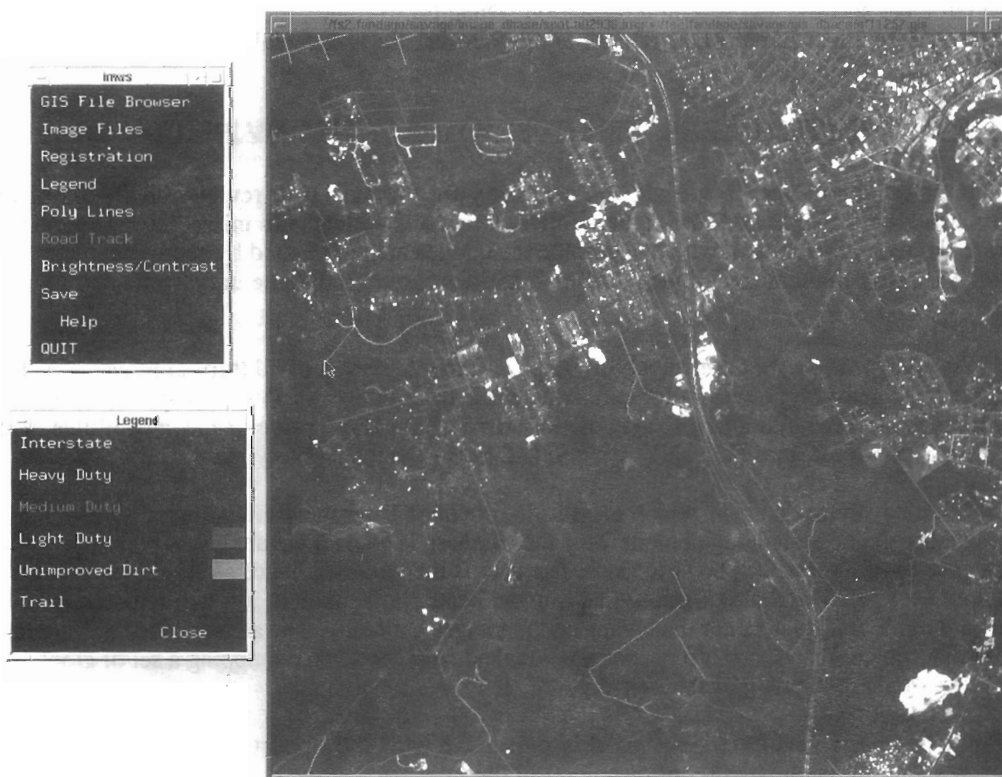 GIS File Browser
Image Files
Registration
Legend
Poly Lines
Road Track
Brightness/Contrast
Save
Help
QUIT
Legend
Interstate
Heavy Duty
Medium Duty
Light Duty
Unimproved Dirt
Trail
Close